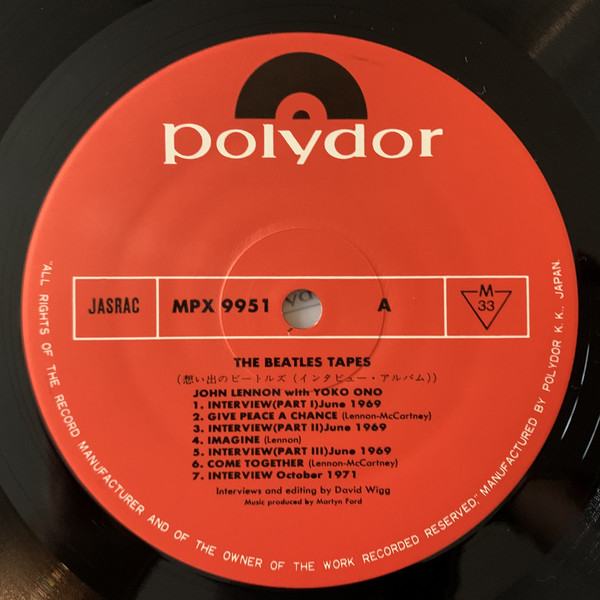 polydor
JASRAC
MPX 9951
A
M
33
THE BEATLES TAPES
(想い出のビートルズ (インタビュー・アルバム))
JOHN LENNON with YOKO ONO
1. INTERVIEW(PART I)June 1969
2. GIVE PEACE A CHANCE (Lennon-McCartney)
3. INTERVIEW(PART II)June 1969
4. IMAGINE (Lennon)
5. INTERVIEW(PART III)June 1969
6. COME TOGETHER (Lennon-McCartney)
7. INTERVIEW October 1971
Interviews and editing by David Wigg
Music produced by Martyn Ford
"ALL RIGHTS OF THE RECORD MANUFACTURER AND OF THE OWNER OF THE WORK RECORDED RESERVED," MANUFACTURED BY POLYDOR K.K., JAPAN.